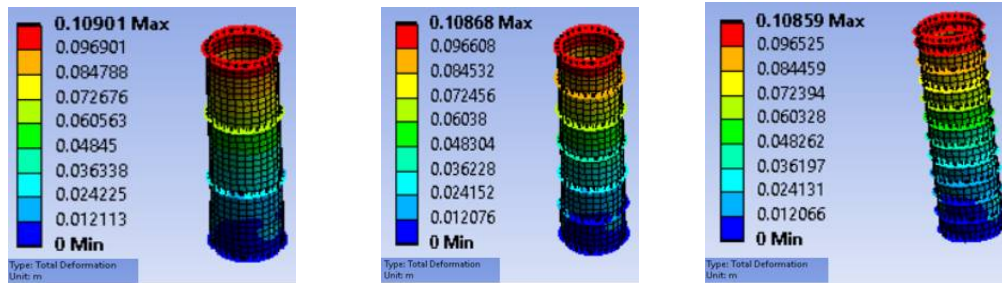 0.10901 Max
0.096901
0.084788
0.072676
0.060563
0.04845
0.036338
0.024225
0.012113
0 Min
Type: Total Deformation
Unit: m
0.10868 Max
0.096608
0.084532
0.072456
0.06038
0.048304
0.036228
0.024152
0.012076
0 Min
Type: Total Deformation
Unit: m
0.10859 Max
0.096525
0.084459
0.072394
0.060328
0.048262
0.036197
0.024131
0.012066
0 Min
Type: Total Deformation
Unit: m